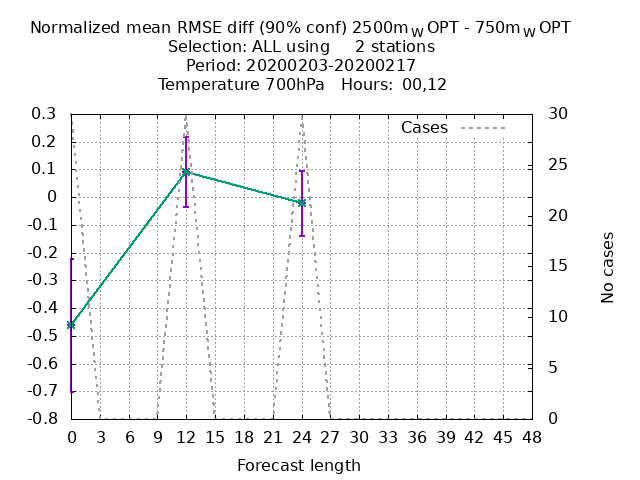 Normalized mean RMSE diff (90% conf) 2500m_W OPT - 750m_W OPT
Selection: ALL using 2 stations
Period: 20200203-20200217
Temperature 700hPa Hours: 00,12
Cases
0.3
0.2
0.1
0
-0.1
-0.2
-0.3
-0.4
-0.5
-0.6
-0.7
-0.8
30
25
20
15
10
5
0
No cases
0 3 6 9 12 15 18 21 24 27 30 33 36 39 42 45 48
Forecast length